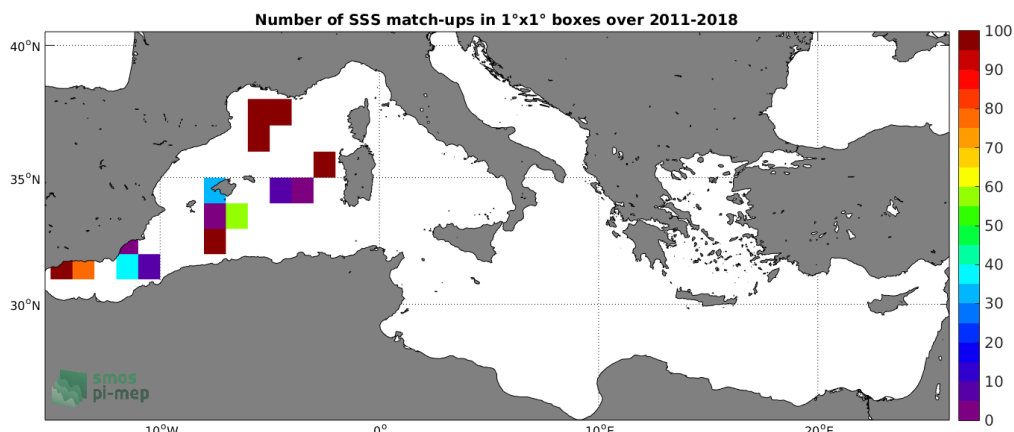 Number of SSS match-ups in 1°x1° boxes over 2011-2018
40°N
35°N
30°N
10°W
0°
10°E
20°E
100
90
80
70
60
50
40
30
20
10
0
smos
pi-mep